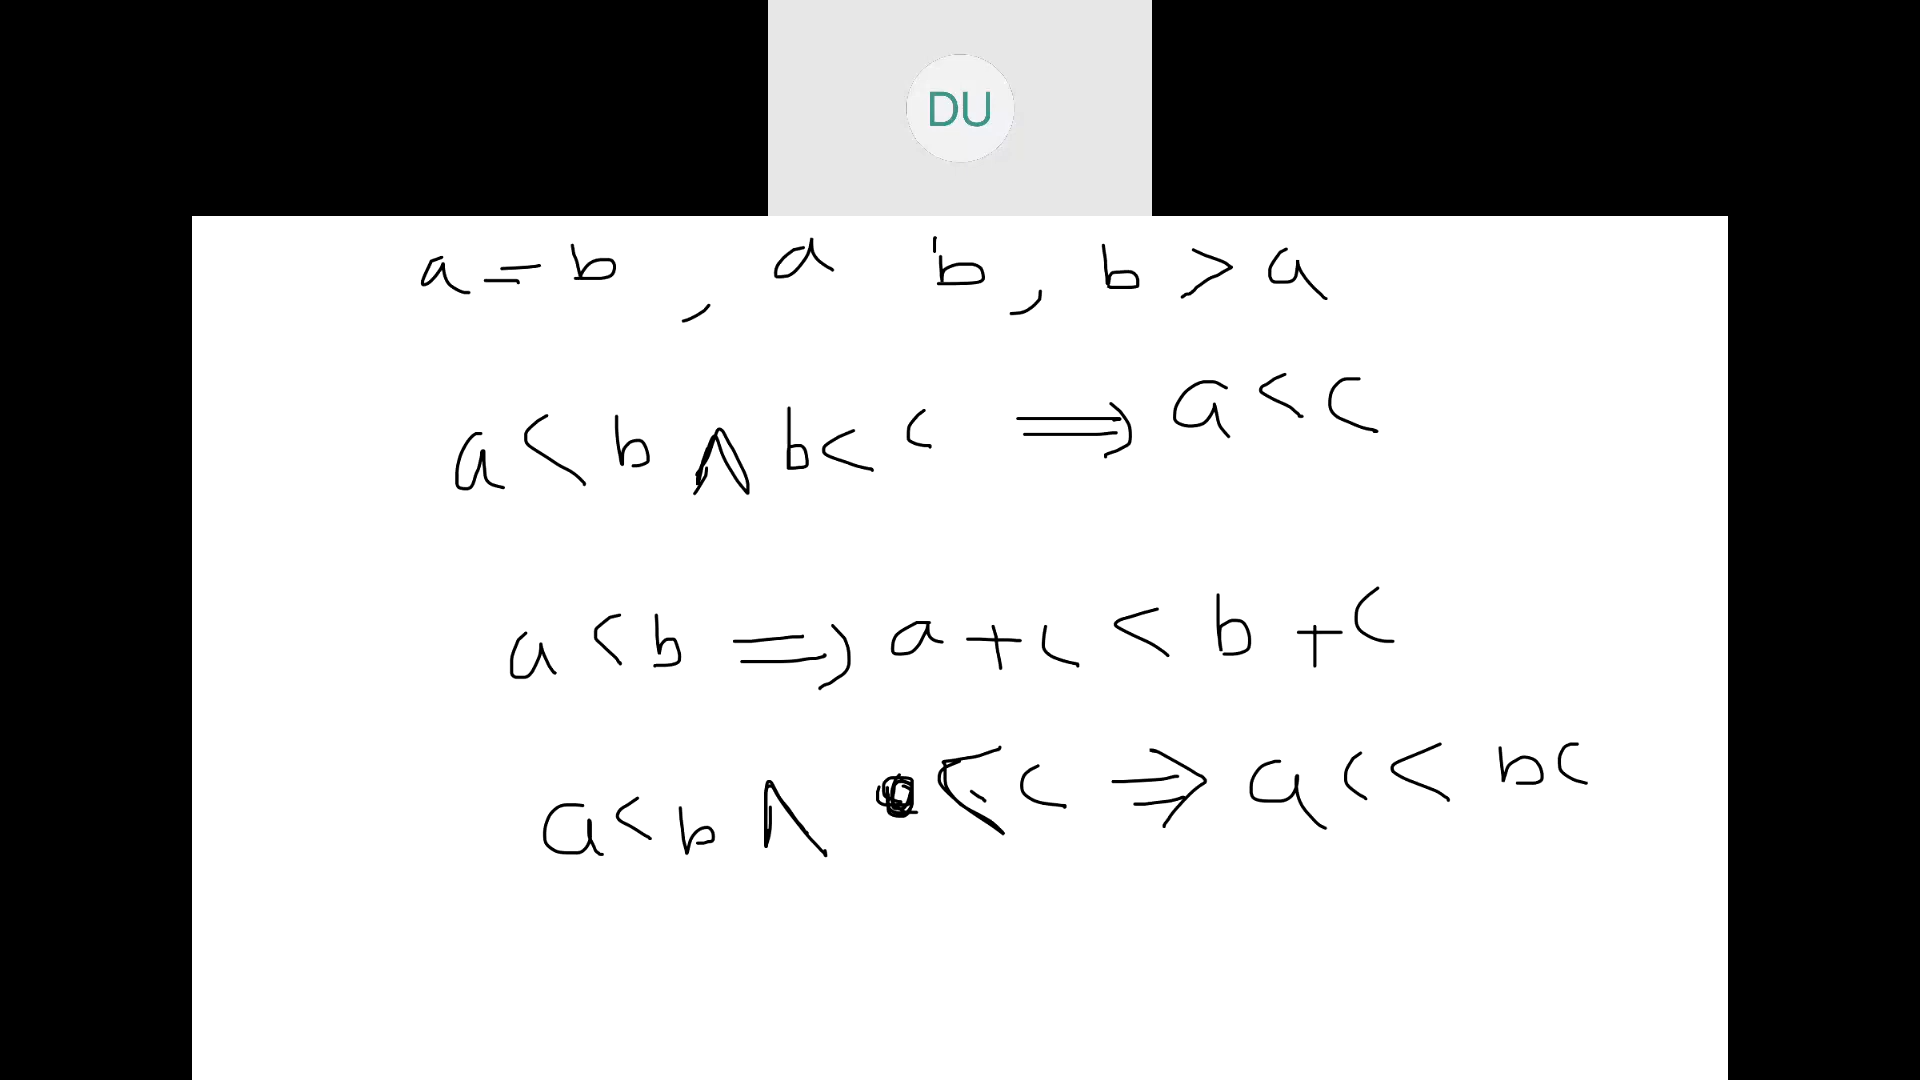 DU
a = b , a b , b > a
a < b ∧ b < c ⟹ a < c
a < b ⟹ a + c < b + c
a < b ∧ 0 < c ⇒ ac < bc